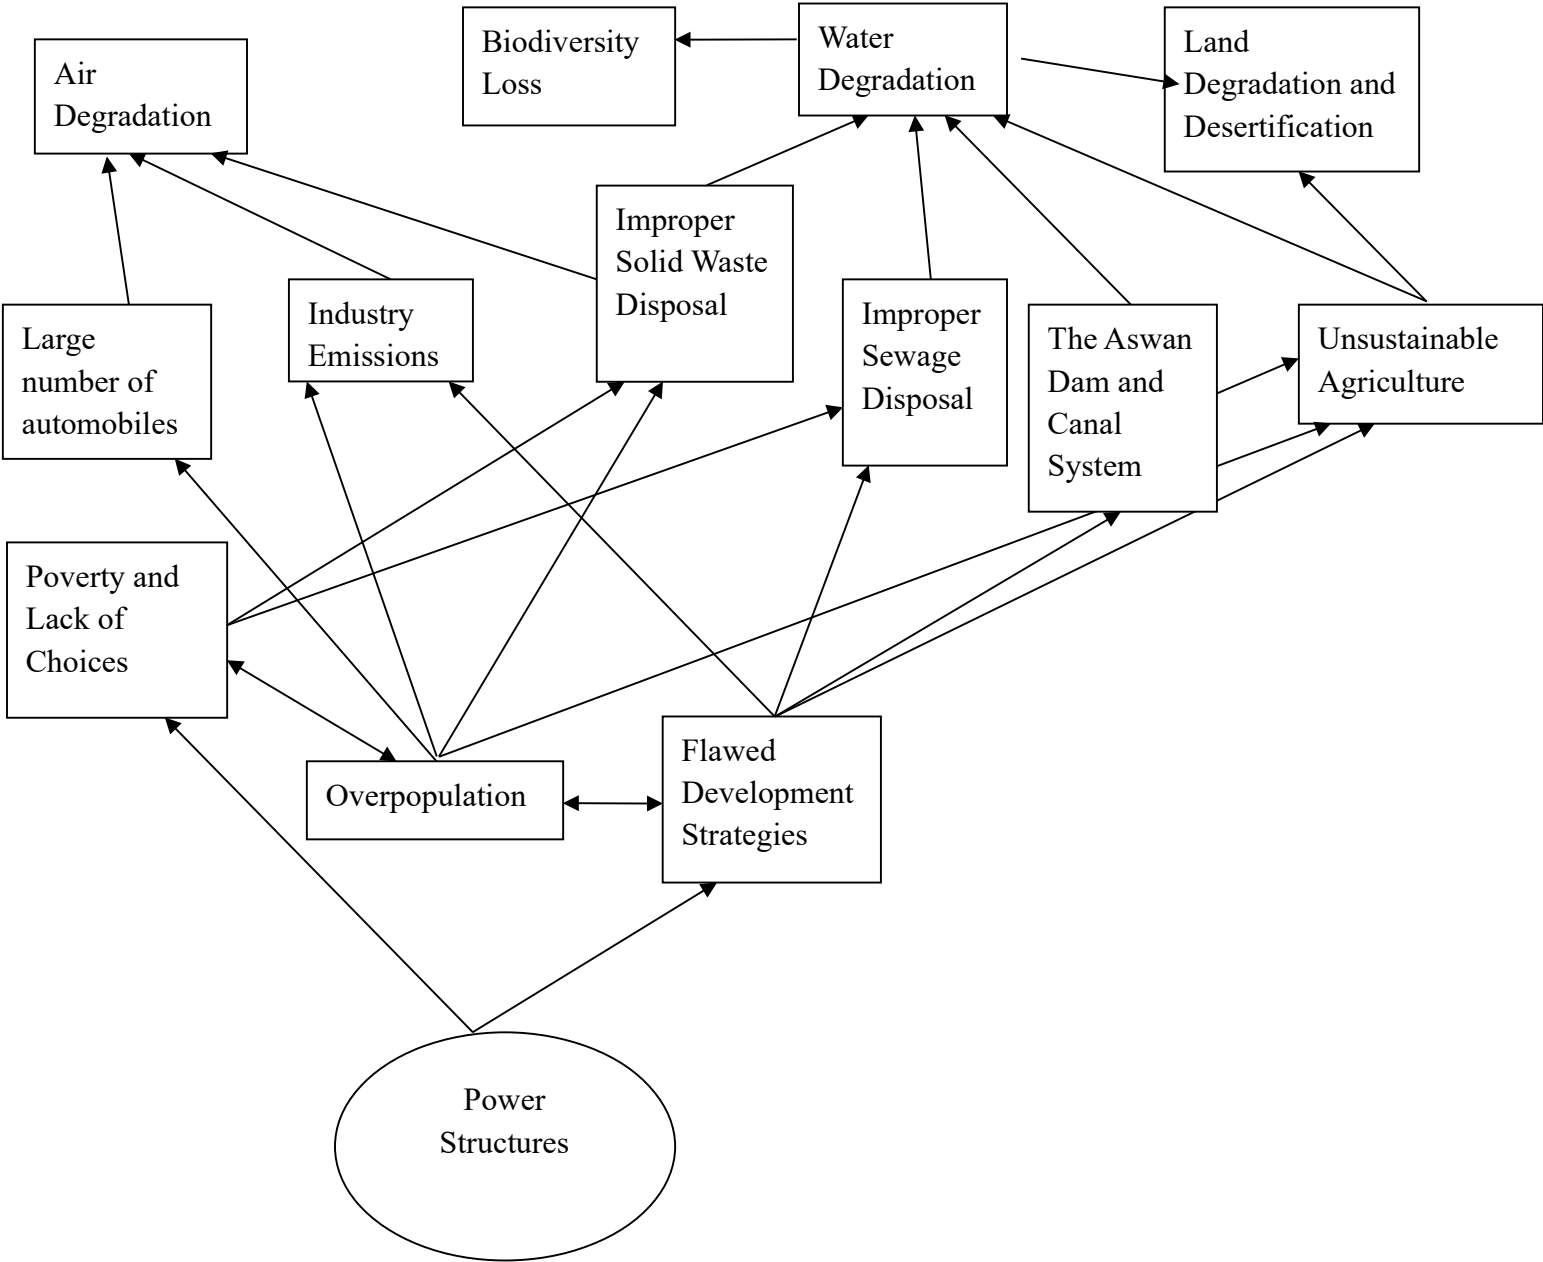 Air
Degradation
Biodiversity
Loss
Water
Degradation
Land
Degradation and
Desertification
Large
number of
automobiles
Industry
Emissions
Improper
Solid Waste
Disposal
Improper
Sewage
Disposal
The Aswan
Dam and
Canal
System
Unsustainable
Agriculture
Poverty and
Lack of
Choices
Overpopulation
Flawed
Development
Strategies
Power
Structures